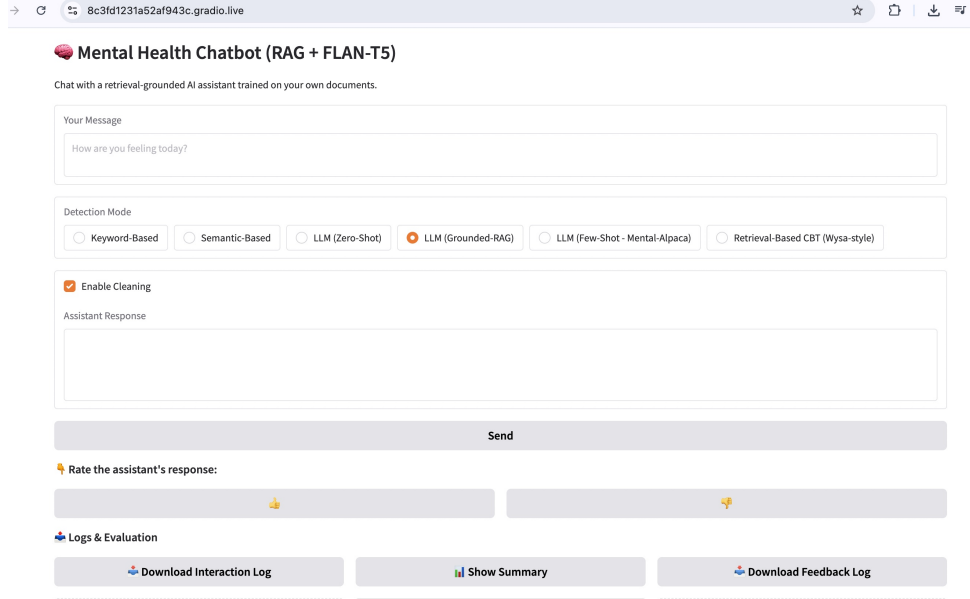 8c3fd1231a52af943c.gradio.live
🧠 Mental Health Chatbot (RAG + FLAN-T5)
Chat with a retrieval-grounded AI assistant trained on your own documents.
Your Message
How are you feeling today?
Detection Mode
Keyword-Based Semantic-Based LLM (Zero-Shot) LLM (Grounded-RAG) LLM (Few-Shot - Mental-Alpaca) Retrieval-Based CBT (Wysa-style)
Enable Cleaning
Assistant Response
Send
👇 Rate the assistant's response:
👍 👎
📥 Logs & Evaluation
📥 Download Interaction Log 📊 Show Summary 📥 Download Feedback Log